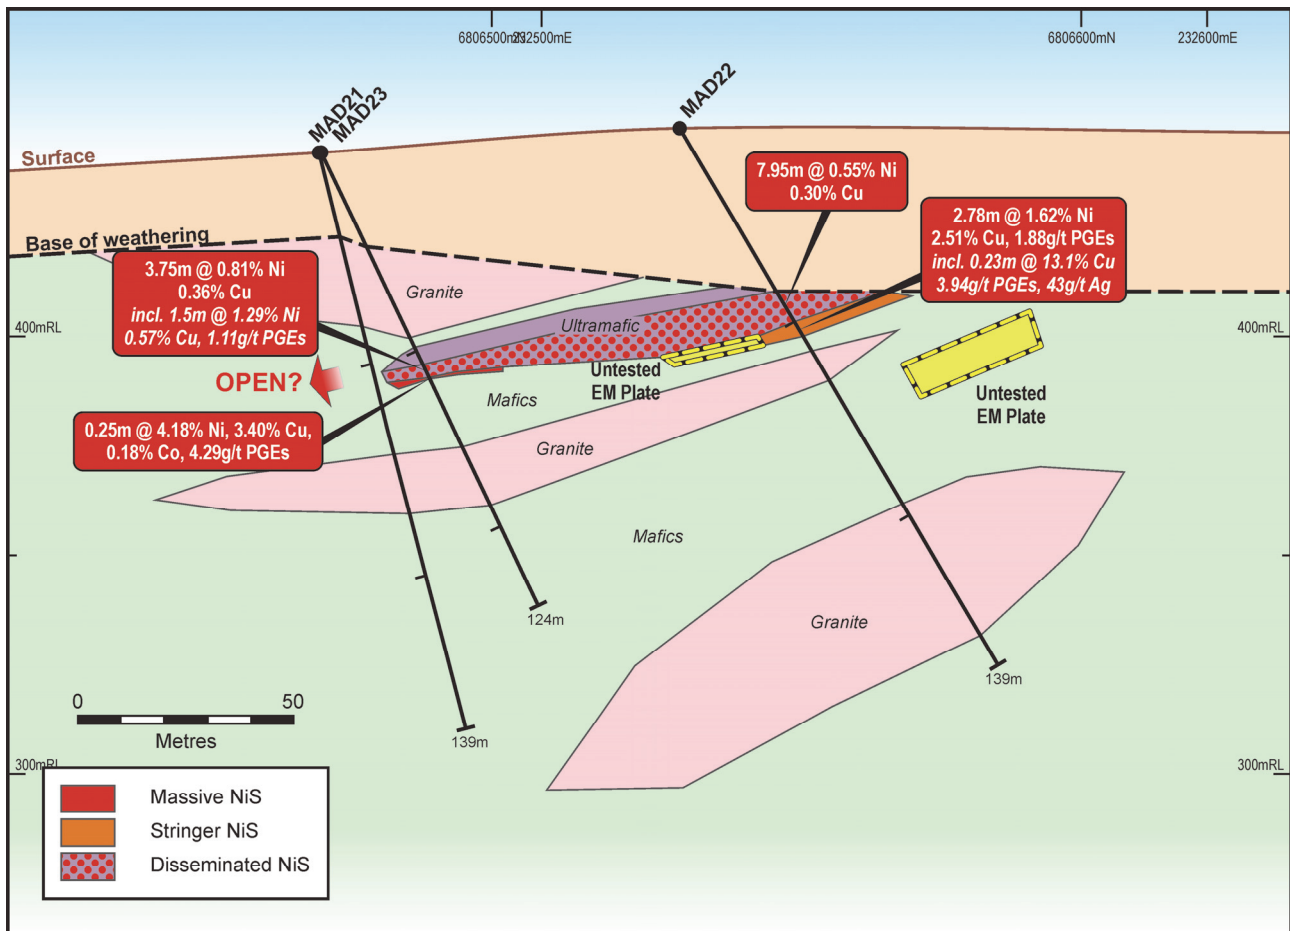 6806500mN
232500mE
6806600mN
232600mE
MAD21
MAD23
MAD22
Surface
7.95m @ 0.55% Ni
0.30% Cu
2.78m @ 1.62% Ni
2.51% Cu, 1.88g/t PGEs
incl. 0.23m @ 13.1% Cu
3.94g/t PGEs, 43g/t Ag
Base of weathering
3.75m @ 0.81% Ni
0.36% Cu
incl. 1.5m @ 1.29% Ni
0.57% Cu, 1.11g/t PGEs
Granite
Ultramafic
400mRL
400mRL
OPEN?
Untested
EM Plate
Untested
EM Plate
Mafics
0.25m @ 4.18% Ni, 3.40% Cu,
0.18% Co, 4.29g/t PGEs
Granite
Mafics
124m
Granite
139m
0
50
Metres
139m
300mRL
300mRL
Massive NiS
Stringer NiS
Disseminated NiS